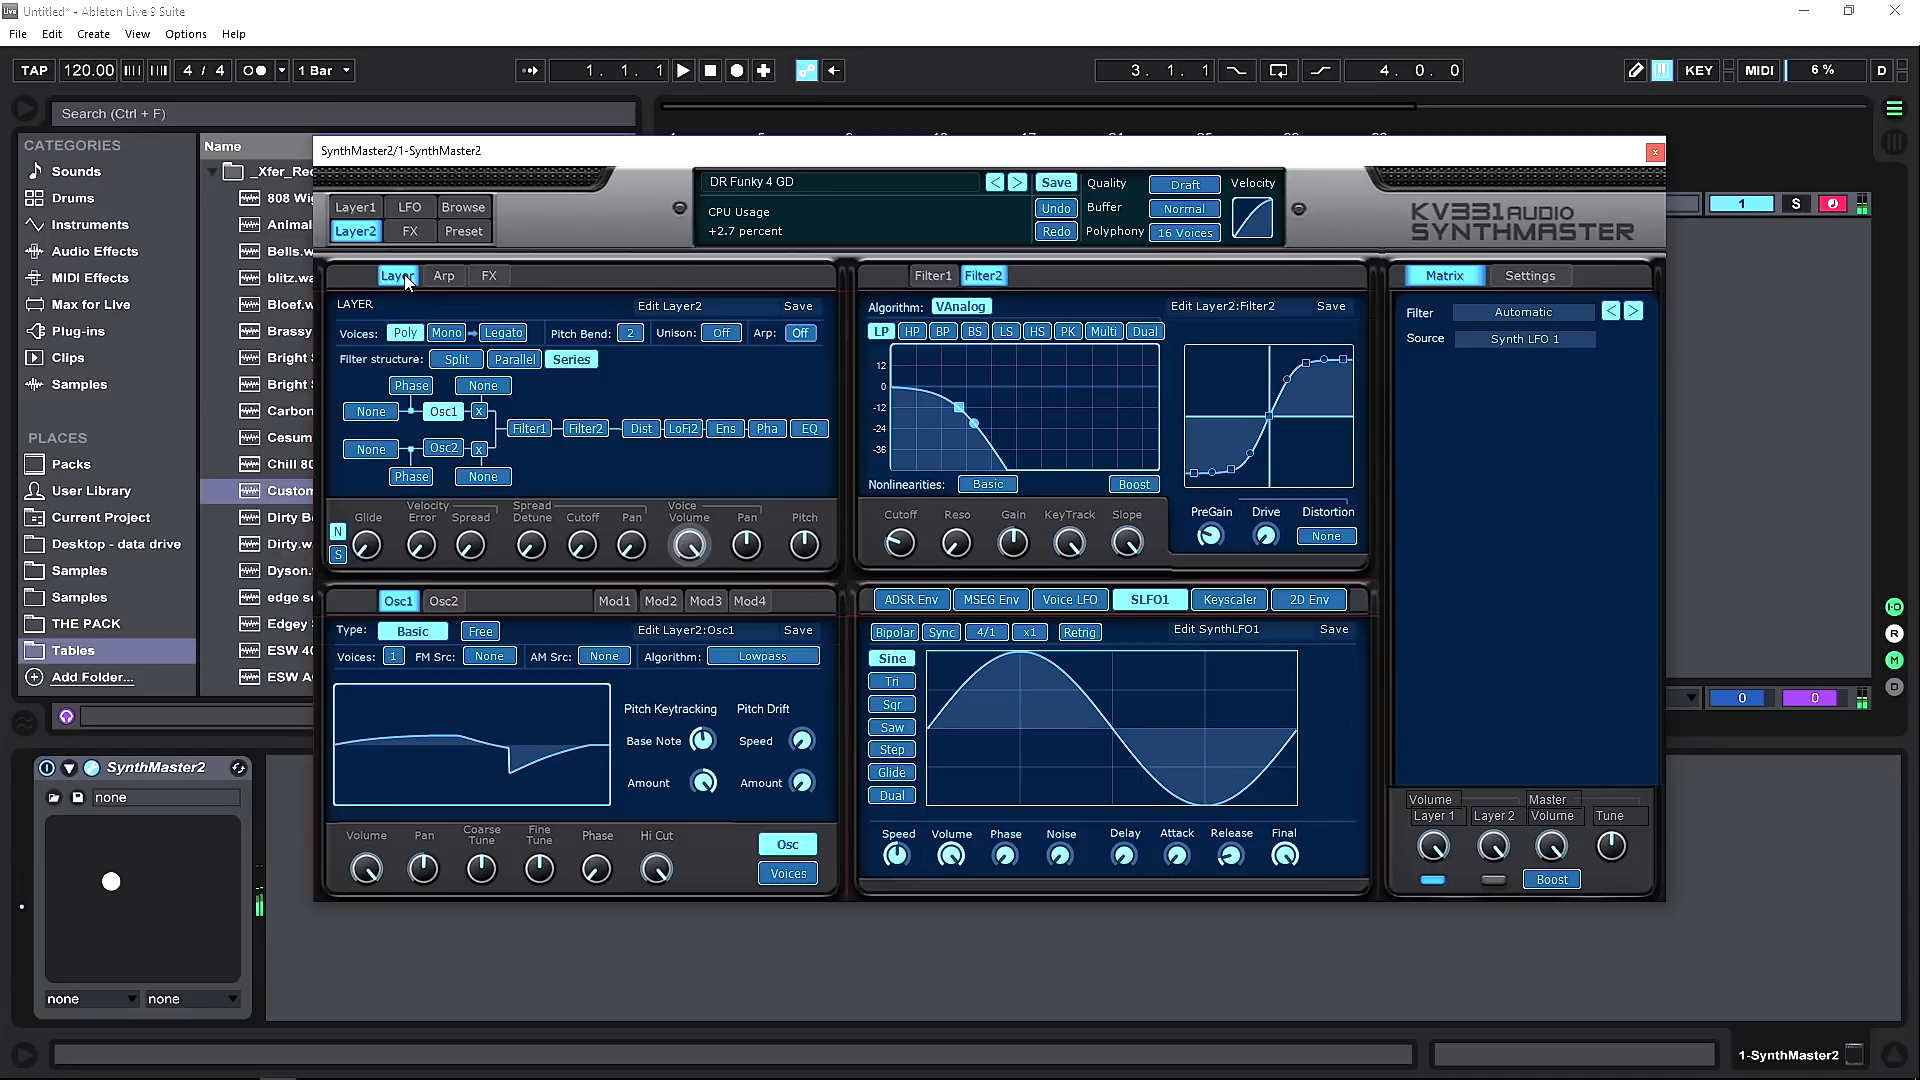 Live Untitled* - Ableton Live 9 Suite
File Edit Create View Options Help
TAP 120.00 4 / 4 1 Bar 1. 1. 1 3. 1. 1 4. 0. 0 KEY MIDI 6 % D
Search (Ctrl + F)
CATEGORIES
Sounds
Drums
Instruments
Audio Effects
MIDI Effects
Max for Live
Plug-ins
Clips
Samples
PLACES
Packs
User Library
Current Project
Desktop - data drive
Samples
Samples
THE PACK
Tables
Add Folder...
Name
808 Wi
Animal
Bells.w
blitz.wa
Bloef.w
Brassy
Bright S
Bright S
Carbon
Cesum
Chill 80
Custom
Dirty B
Dirty.w
Dyson.
edge s
Edgey
ESW 40
ESW A
SynthMaster2/1-SynthMaster2 x
Layer1 LFO Browse
Layer2 FX Preset
DR Funky 4 GD < > Save
CPU Usage
+2.7 percent
Undo
Redo
Quality Draft Velocity
Buffer Normal
Polyphony 16 Voices
KV331 AUDIO
SYNTHMASTER
Layer Arp FX
LAYER Edit Layer2 Save
Voices: Poly Mono Legato Pitch Bend: 2 Unison: Off Arp: Off
Filter structure: Split Parallel Series
Phase None
None Osc1 x
Filter1 Filter2 Dist LoFi2 Ens Pha EQ
None Osc2 x
Phase None
Velocity Spread Voice
Glide Error Spread Detune Cutoff Pan Volume Pan Pitch
N
S
Filter1 Filter2
Algorithm: VAnalog Edit Layer2:Filter2 Save
LP HP BP BS LS HS PK Multi Dual
12
0
-12
-24
-36
Nonlinearities: Basic Boost
Cutoff Reso Gain KeyTrack Slope
PreGain Drive Distortion
None
Matrix Settings
Filter Automatic < >
Source Synth LFO 1
Osc1 Osc2 Mod1 Mod2 Mod3 Mod4
Type: Basic Free Edit Layer2:Osc1 Save
Voices: 1 FM Src: None AM Src: None Algorithm: Lowpass
Pitch Keytracking Pitch Drift
Base Note Speed
Amount Amount
Volume Pan Coarse Tune Fine Tune Phase Hi Cut
Osc
Voices
ADSR Env MSEG Env Voice LFO SLFO1 Keyscaler 2D Env
Bipolar Sync 4/1 x1 Retrig Edit SynthLFO1 Save
Sine
Tri
Sqr
Saw
Step
Glide
Dual
Speed Volume Phase Noise Delay Attack Release Final
Volume Master
Layer 1 Layer 2 Volume Tune
Boost
1 S
0 0
I·O
R
M
D
SynthMaster2
none
none none
1-SynthMaster2